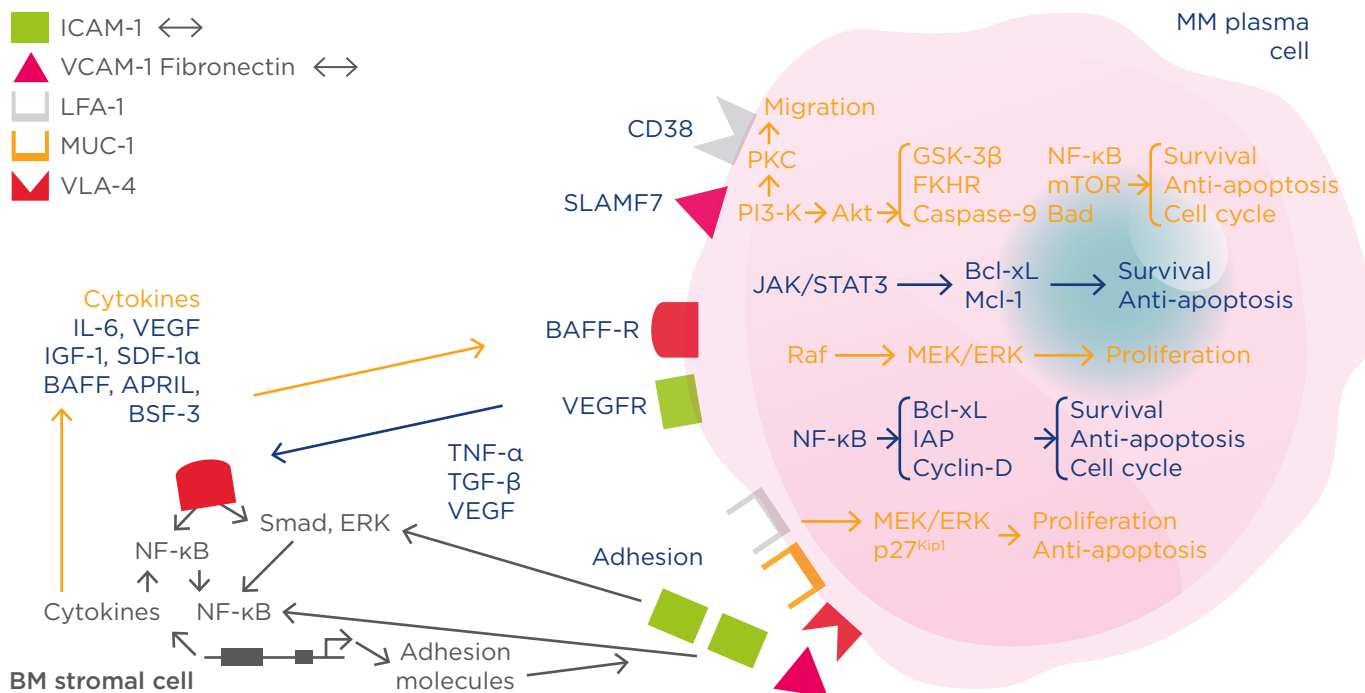 ICAM-1
VCAM-1 Fibronectin
LFA-1
MUC-1
VLA-4
MM plasma
cell
CD38
SLAMF7
BAFF-R
VEGFR
Migration
PKC
PI3-K
Akt
GSK-3β
FKHR
Caspase-9
NF-κB
mTOR
Bad
Survival
Anti-apoptosis
Cell cycle
JAK/STAT3
Bcl-xL
Mcl-1
Survival
Anti-apoptosis
Raf
MEK/ERK
Proliferation
NF-κB
Bcl-xL
IAP
Cyclin-D
Survival
Anti-apoptosis
Cell cycle
MEK/ERK
p27Kip1
Proliferation
Anti-apoptosis
Cytokines
IL-6, VEGF
IGF-1, SDF-1α
BAFF, APRIL,
BSF-3
TNF-α
TGF-β
VEGF
Smad, ERK
NF-κB
Cytokines
NF-κB
Adhesion
Adhesion
molecules
BM stromal cell